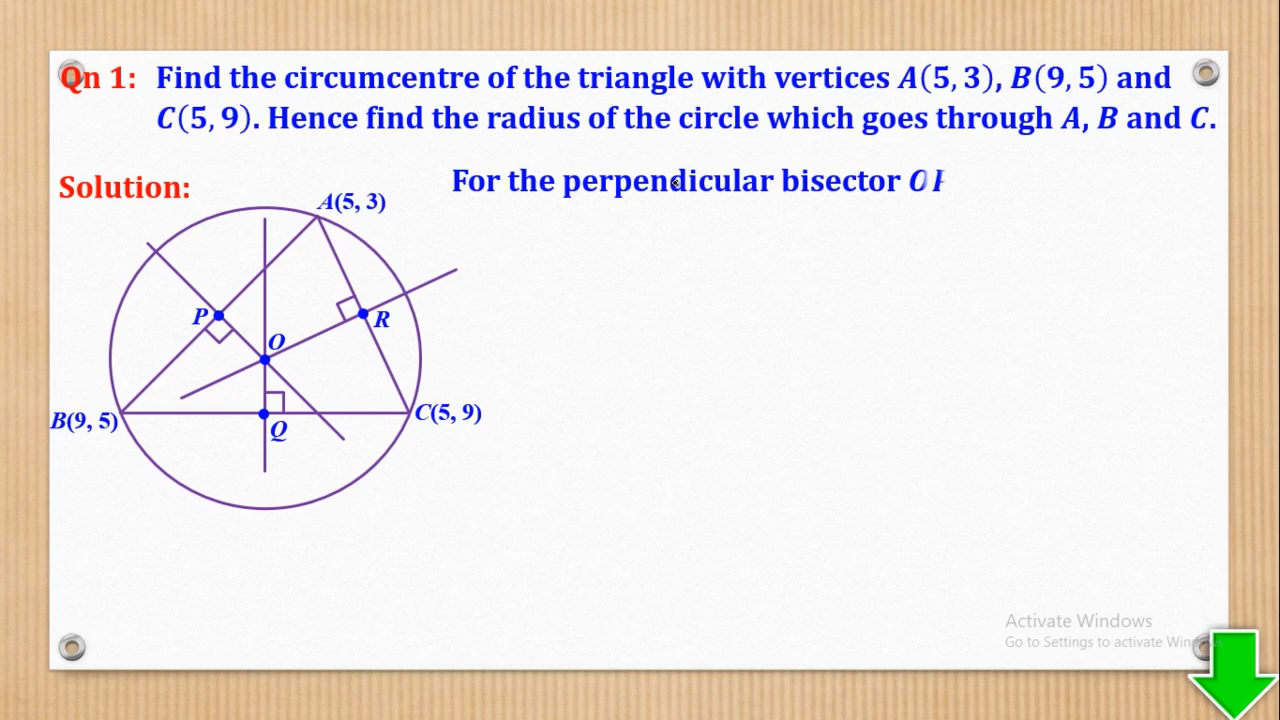 Qn 1: Find the circumcentre of the triangle with vertices A(5, 3), B(9, 5) and
C(5, 9). Hence find the radius of the circle which goes through A, B and C.
Solution:
For the perpendicular bisector O
A(5, 3)
P
R
O
B(9, 5)
C(5, 9)
Q
Activate Windows
Go to Settings to activate Windows